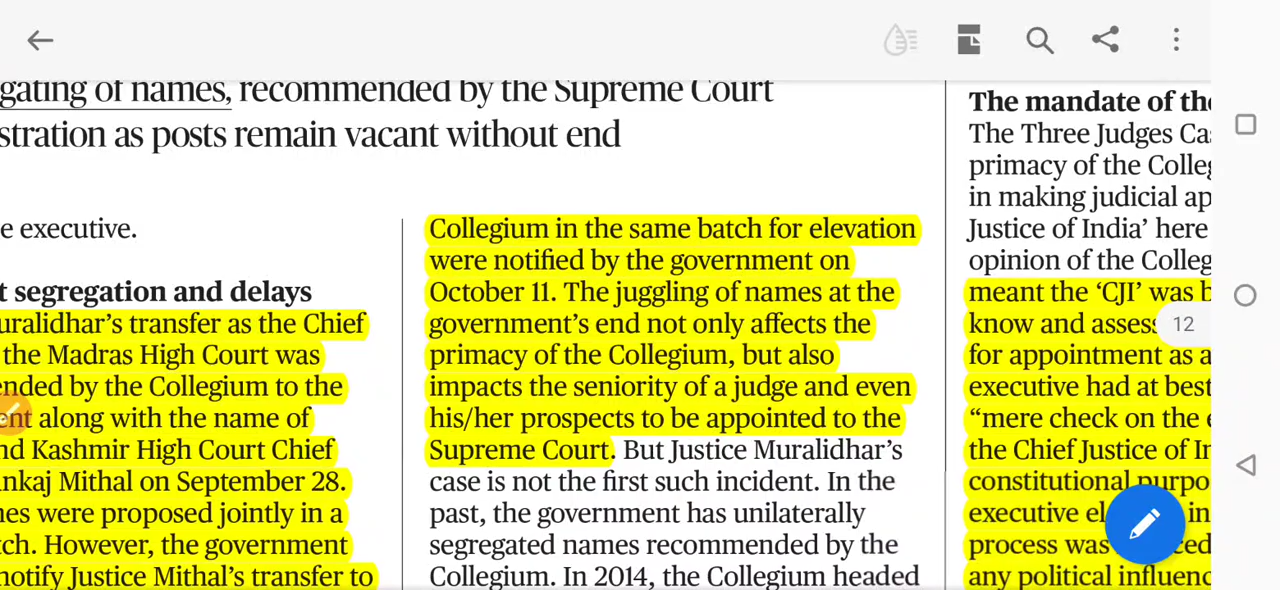 gating of names, recommended by the Supreme Court
stration as posts remain vacant without end
e executive.
t segregation and delays
uralidhar's transfer as the Chief
the Madras High Court was
ended by the Collegium to the
ent along with the name of
nd Kashmir High Court Chief
nkaj Mithal on September 28.
es were proposed jointly in a
tch. However, the government
notify Justice Mithal's transfer to
Collegium in the same batch for elevation
were notified by the government on
October 11. The juggling of names at the
government's end not only affects the
primacy of the Collegium, but also
impacts the seniority of a judge and even
his/her prospects to be appointed to the
Supreme Court. But Justice Muralidhar's
case is not the first such incident. In the
past, the government has unilaterally
segregated names recommended by the
Collegium. In 2014, the Collegium headed
The mandate of the
The Three Judges Ca
primacy of the Colleg
in making judicial ap
Justice of India' here
opinion of the Colleg
meant the 'CJI' was b
know and assess
for appointment as a
executive had at best
"mere check on the e
the Chief Justice of In
constitutional purpo
executive el in
process was eed
any political influenc
12